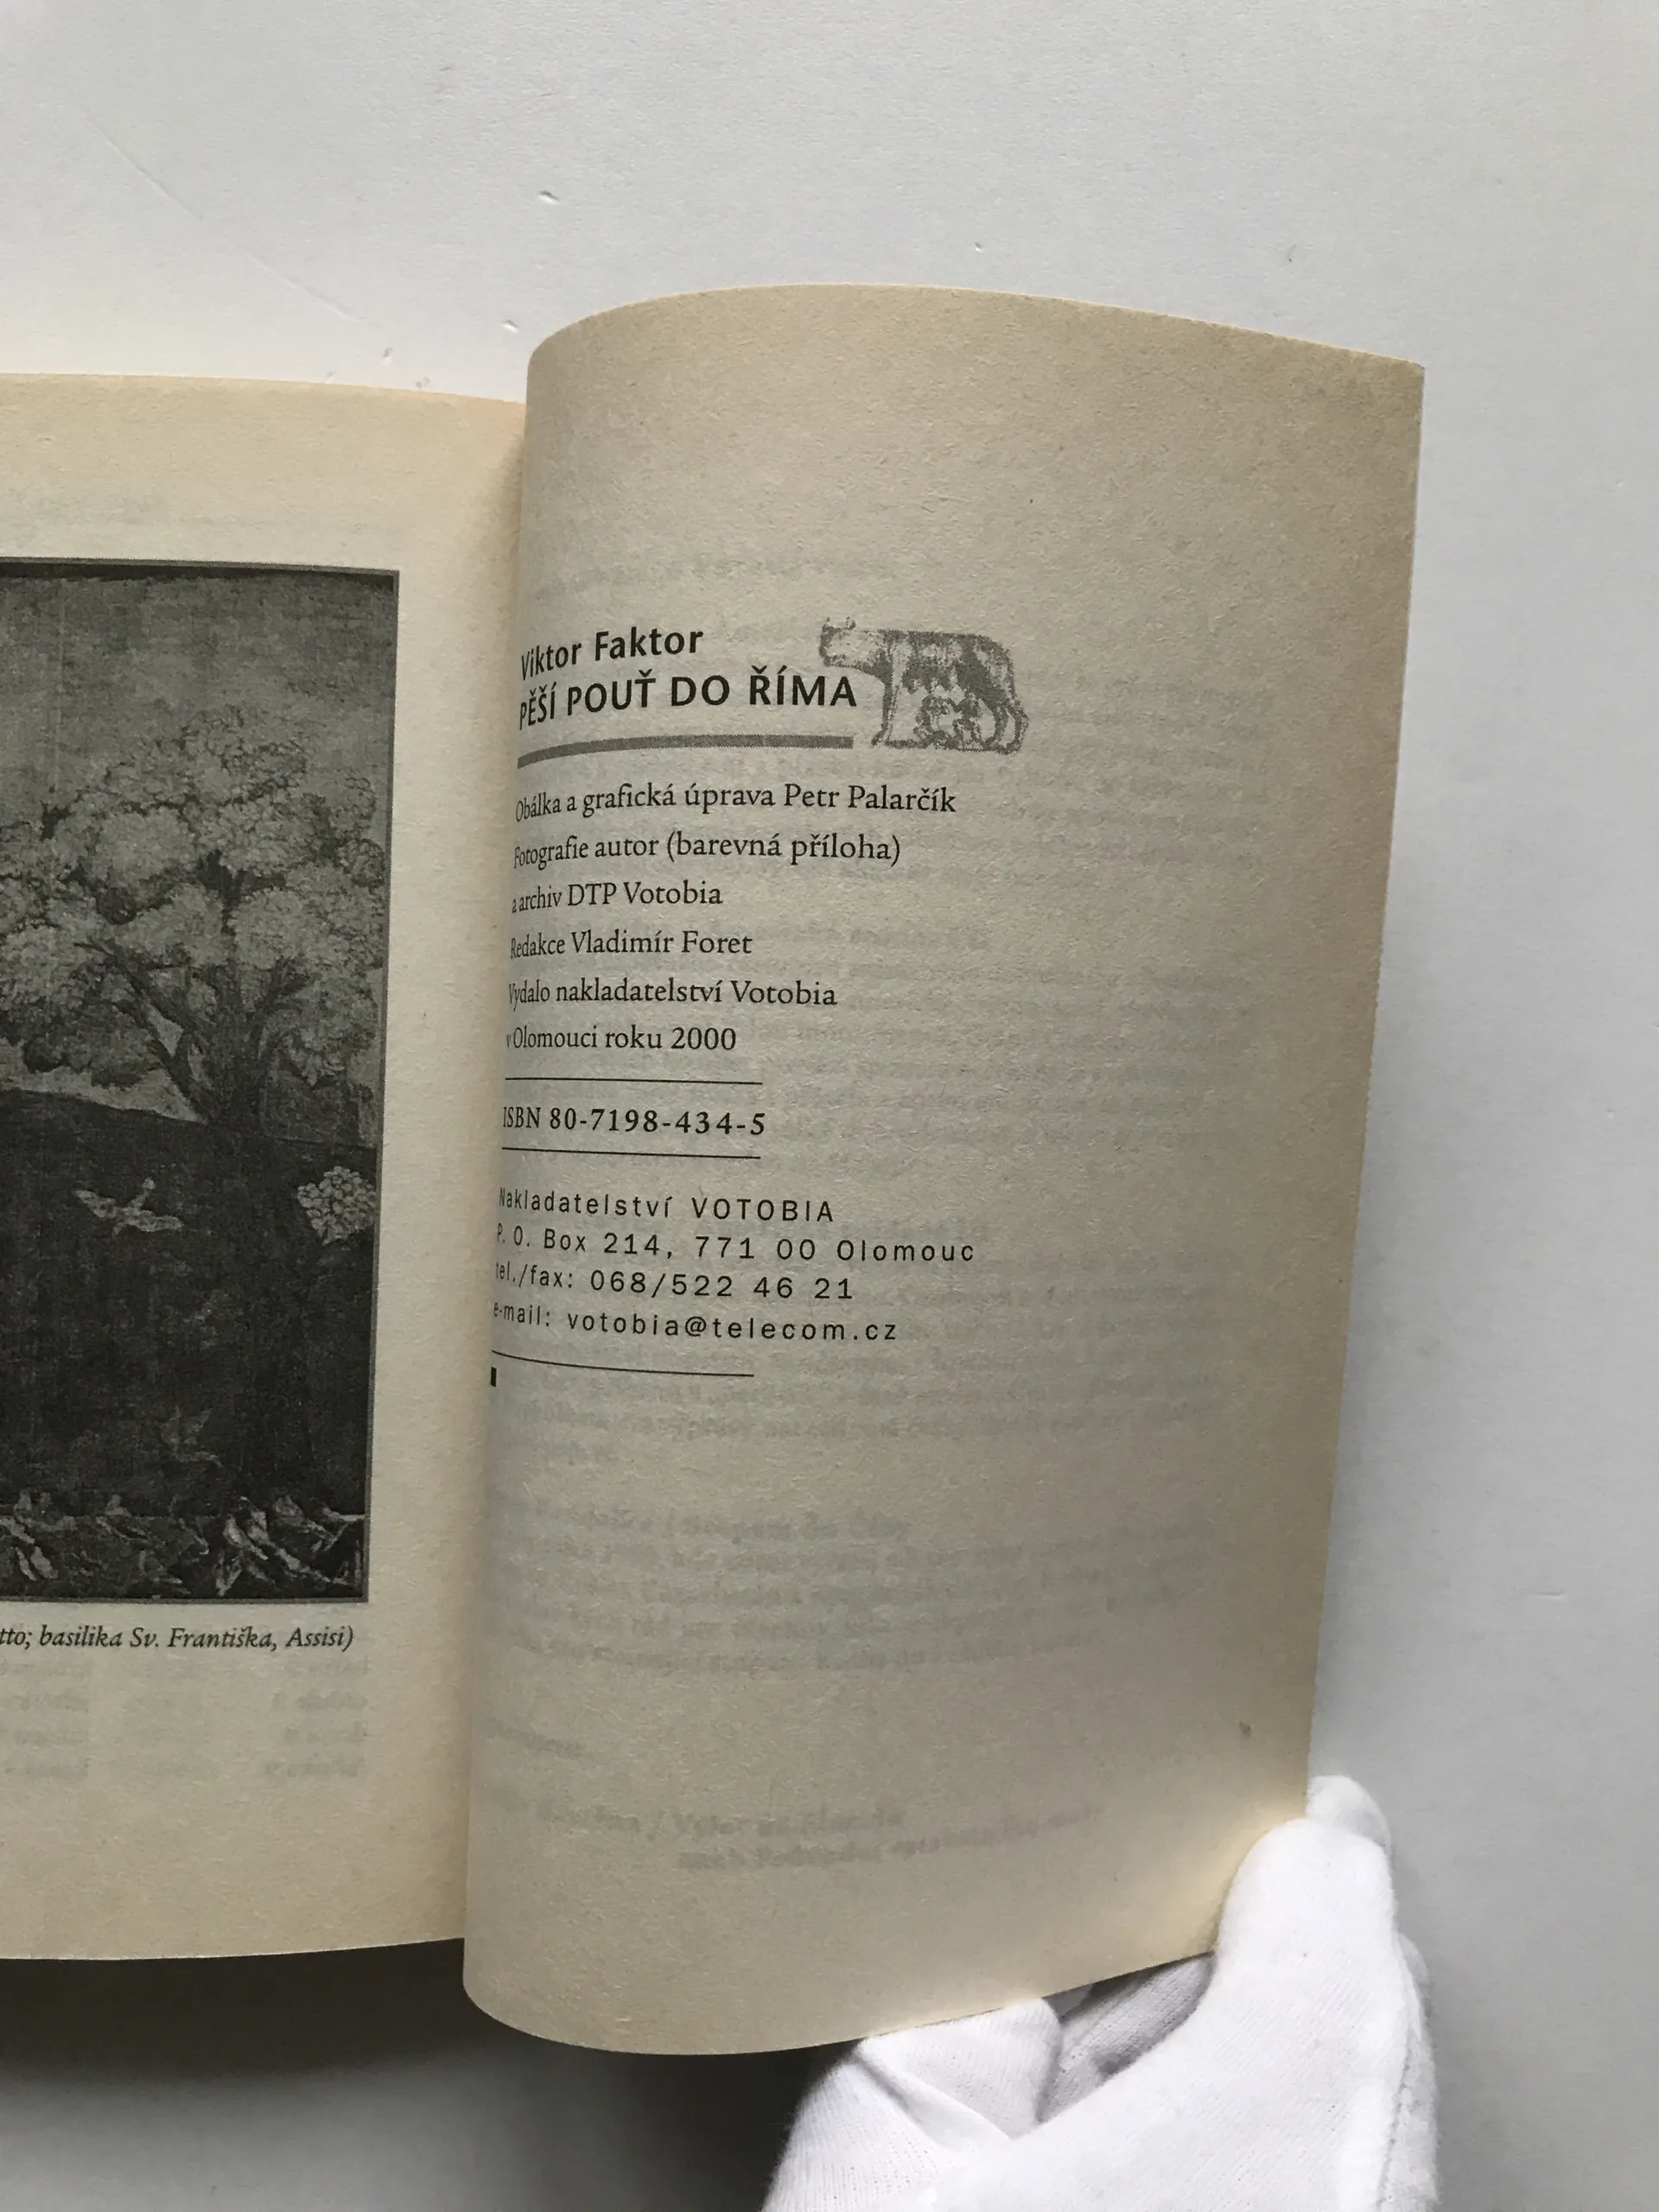 tto; basilika Sv. Františka, Assisi)
Viktor Faktor
PĚŠÍ POUŤ DO ŘÍMA
Obálka a grafická úprava Petr Palarčík
Fotografie autor (barevná příloha)
a archiv DTP Votobia
Redakce Vladimír Foret
Vydalo nakladatelství Votobia
v Olomouci roku 2000
ISBN 80-7198-434-5
Nakladatelství VOTOBIA
P. O. Box 214, 771 00 Olomouc
tel./fax: 068/522 46 21
e-mail: votobia@telecom.cz